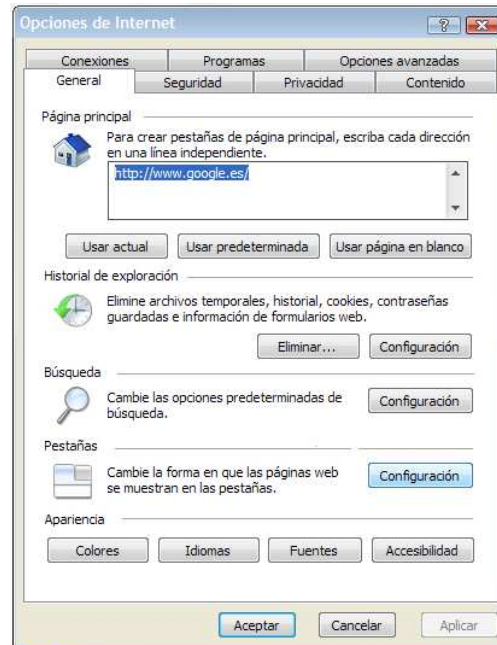 Opciones de Internet
Conexiones Programas Opciones avanzadas
General Seguridad Privacidad Contenido
Página principal
Para crear pestañas de página principal, escriba cada dirección
en una línea independiente.
http://www.google.es/
Usar actual Usar predeterminada Usar página en blanco
Historial de exploración
Elimine archivos temporales, historial, cookies, contraseñas
guardadas e información de formularios web.
Eliminar... Configuración
Búsqueda
Cambie las opciones predeterminadas de
búsqueda.
Configuración
Pestañas
Cambie la forma en que las páginas web
se muestran en las pestañas.
Configuración
Apariencia
Colores Idiomas Fuentes Accesibilidad
Aceptar Cancelar Aplicar